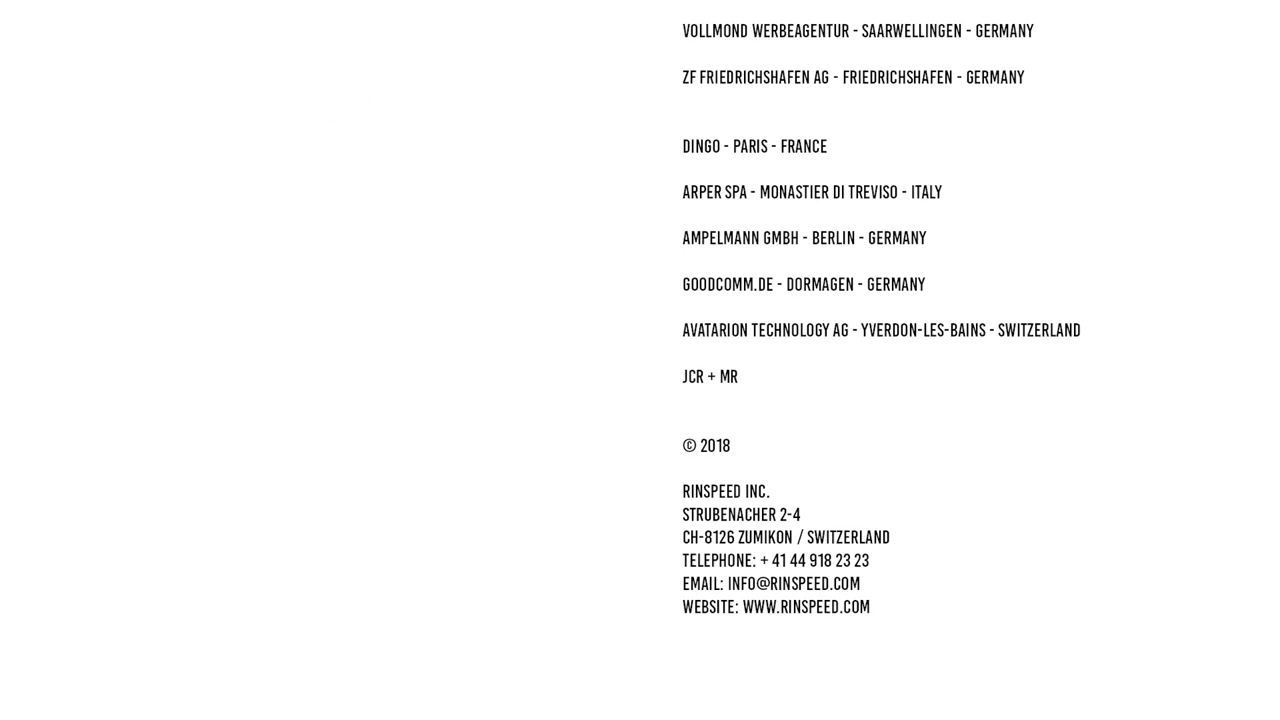 VOLLMOND WERBEAGENTUR - SAARWELLINGEN - GERMANY
ZF FRIEDRICHSHAFEN AG - FRIEDRICHSHAFEN - GERMANY
DINGO - PARIS - FRANCE
ARPER SPA - MONASTIER DI TREVISO - ITALY
AMPELMANN GMBH - BERLIN - GERMANY
GOODCOMM.DE - DORMAGEN - GERMANY
AVATARION TECHNOLOGY AG - YVERDON-LES-BAINS - SWITZERLAND
JCR + MR
© 2018
RINSPEED INC.
STRUBENACHER 2-4
CH-8126 ZUMIKON / SWITZERLAND
TELEPHONE: + 41 44 918 23 23
EMAIL: INFO@RINSPEED.COM
WEBSITE: WWW.RINSPEED.COM